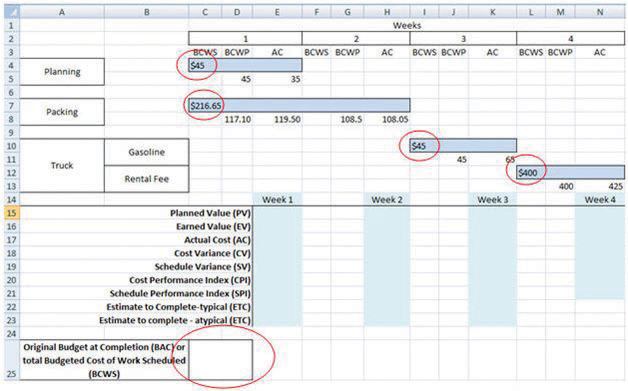 A B C D E F G H I J K L M N
1 Weeks
2 1 2 3 4
3 BCWS BCWP AC BCWS BCWP AC BCWS BCWP AC BCWS BCWP AC
4 Planning $45
5 45 35
6
7 Packing $216.65
8 117.10 119.50 108.5 108.05
9
10 Truck Gasoline $45
11 45 65
12 Rental Fee $400
13 400 425
14 Week 1 Week 2 Week 3 Week 4
15 Planned Value (PV)
16 Earned Value (EV)
17 Actual Cost (AC)
18 Cost Variance (CV)
19 Schedule Variance (SV)
20 Cost Performance Index (CPI)
21 Schedule Performance Index (SPI)
22 Estimate to Complete-typical (ETC)
23 Estimate to complete - atypical (ETC)
24
Original Budget at Completion (BAC) or
total Budgeted Cost of Work Scheduled
25 (BCWS)